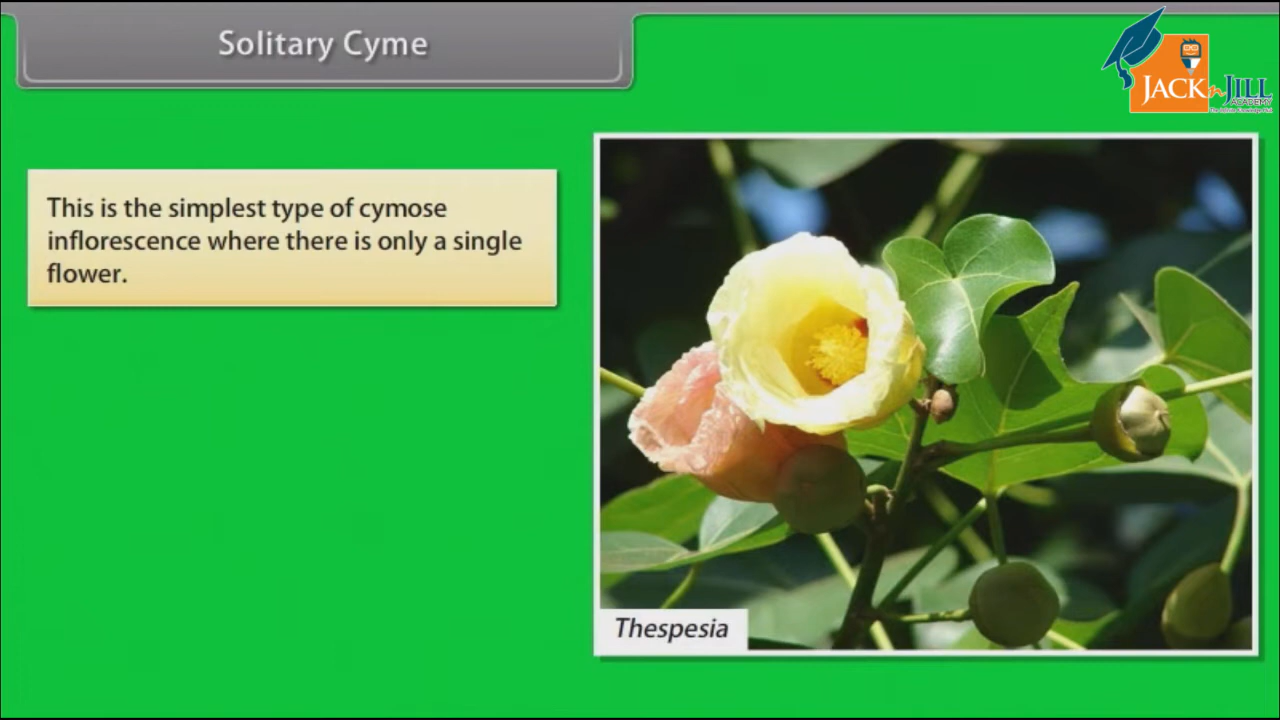 Solitary Cyme
JACK n JILL
ACADEMY
This is the simplest type of cymose
inflorescence where there is only a single
flower.
Thespesia